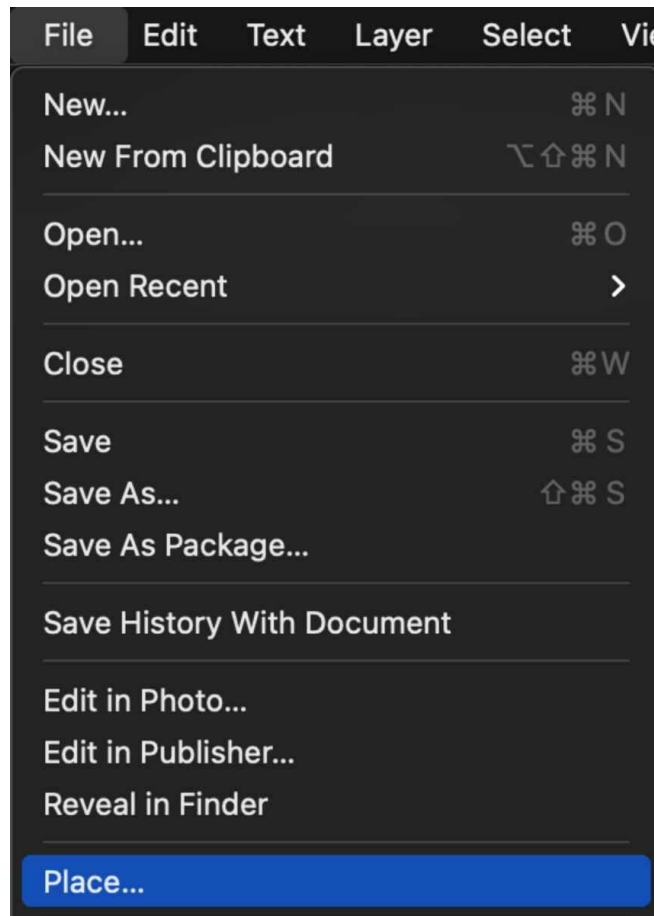 File Edit Text Layer Select
New... ⌘ N
New From Clipboard ⌥⇧⌘ N
Open... ⌘ O
Open Recent
Close ⌘ W
Save ⌘ S
Save As... ⇧⌘ S
Save As Package...
Save History With Document
Edit in Photo...
Edit in Publisher...
Reveal in Finder
Place...